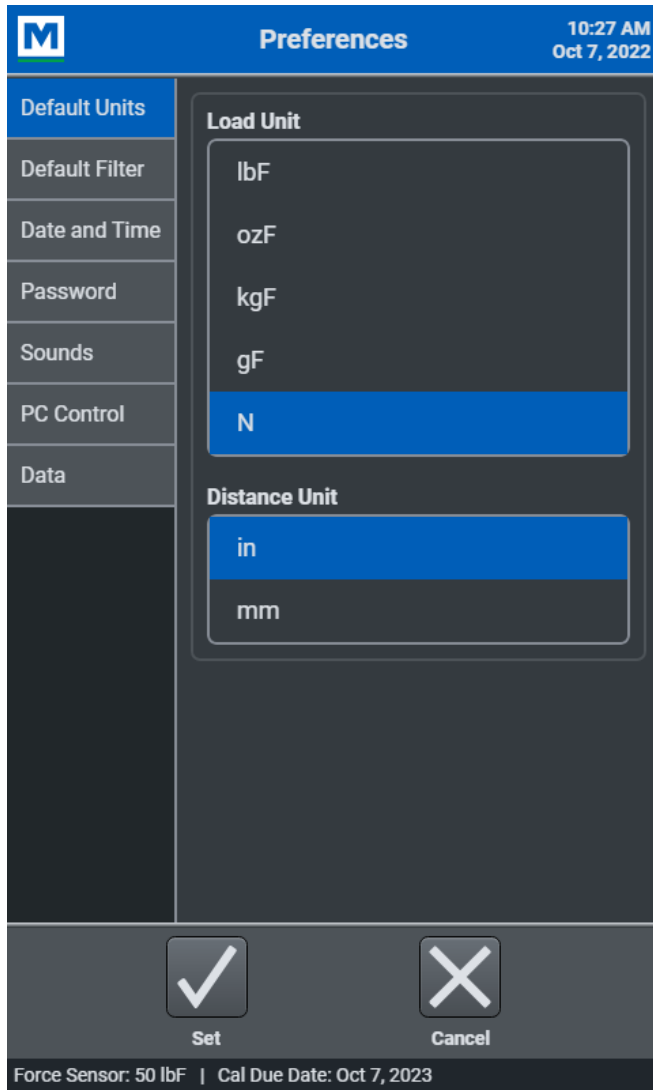 M
Preferences
10:27 AM
Oct 7, 2022
Default Units
Default Filter
Date and Time
Password
Sounds
PC Control
Data
Load Unit
lbF
ozF
kgF
gF
N
Distance Unit
in
mm
Set
Cancel
Force Sensor: 50 lbF | Cal Due Date: Oct 7, 2023